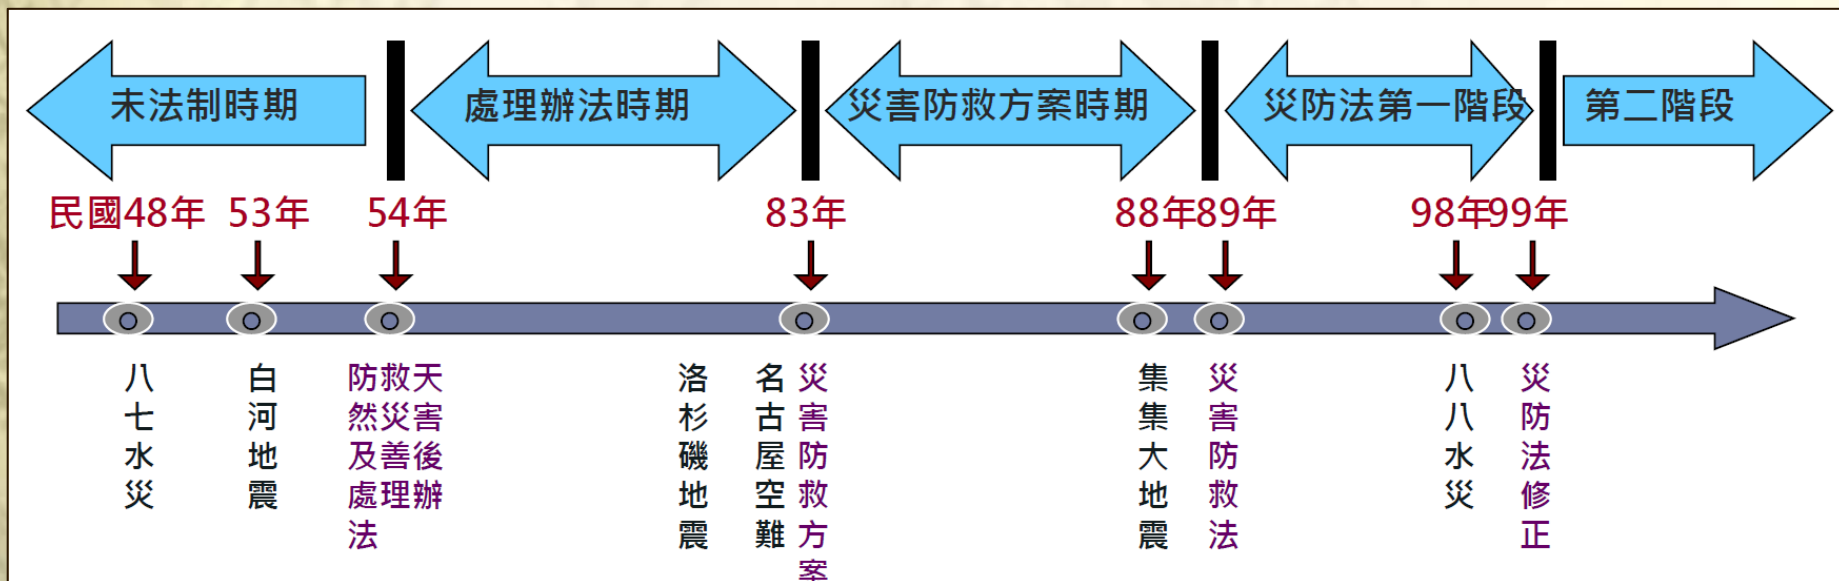 未法制時期
處理辦法時期
災害防救方案時期
災防法第一階段
第二階段
民國48年
53年
54年
83年
88年
89年
98年
99年
八七水災
白河地震
防救天
然災害
及善後
處理辦
法
洛杉磯地震
名古屋空難
災害防救方案
集集大地震
災害防救法
八八水災
災防法修正